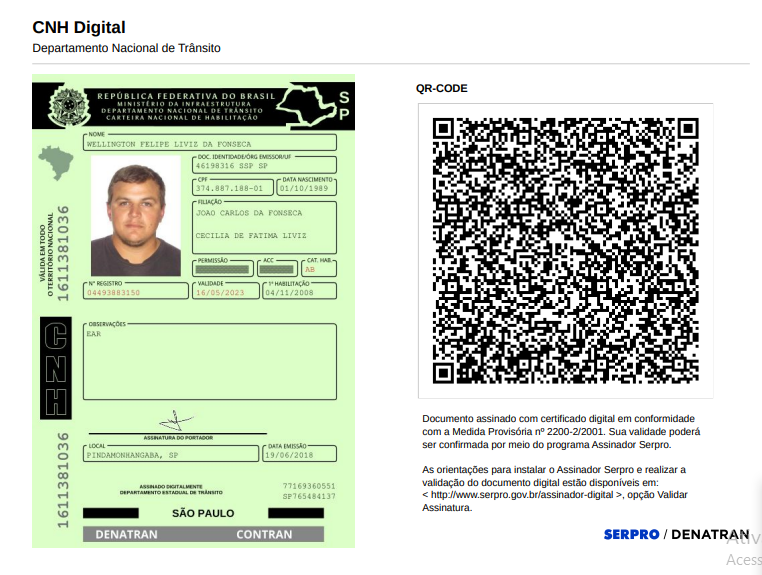 CNH Digital
Departamento Nacional de Trânsito
REPÚBLICA FEDERATIVA DO BRASIL
MINISTÉRIO DA INFRAESTRUTURA
DEPARTAMENTO NACIONAL DE TRÂNSITO
CARTEIRA NACIONAL DE HABILITAÇÃO
SP
NOME
WELLINGTON FELIPE LIVIZ DA FONSECA
DOC. IDENTIDADE/ÓRG EMISSOR/UF
46198316 SSP SP
CPF
374.887.188-01
DATA NASCIMENTO
01/10/1989
FILIAÇÃO
JOAO CARLOS DA FONSECA
CECILIA DE FATIMA LIVIZ
PERMISSÃO
ACC
CAT. HAB.
AB
Nº REGISTRO
04493883150
VALIDADE
16/05/2023
1ª HABILITAÇÃO
04/11/2008
VÁLIDA EM TODO
O TERRITÓRIO NACIONAL
1611381036
OBSERVAÇÕES
EAR
CNH
ASSINATURA DO PORTADOR
LOCAL
PINDAMONHANGABA, SP
DATA EMISSÃO
19/06/2018
1611381036
ASSINADO DIGITALMENTE
DEPARTAMENTO ESTADUAL DE TRÂNSITO
77169360551
SP765484137
SÃO PAULO
DENATRAN CONTRAN
QR-CODE
Documento assinado com certificado digital em conformidade
com a Medida Provisória nº 2200-2/2001. Sua validade poderá
ser confirmada por meio do programa Assinador Serpro.
As orientações para instalar o Assinador Serpro e realizar a
validação do documento digital estão disponíveis em:
< http://www.serpro.gov.br/assinador-digital >, opção Validar
Assinatura.
SERPRO / DENATRAN
Ativ
Acess